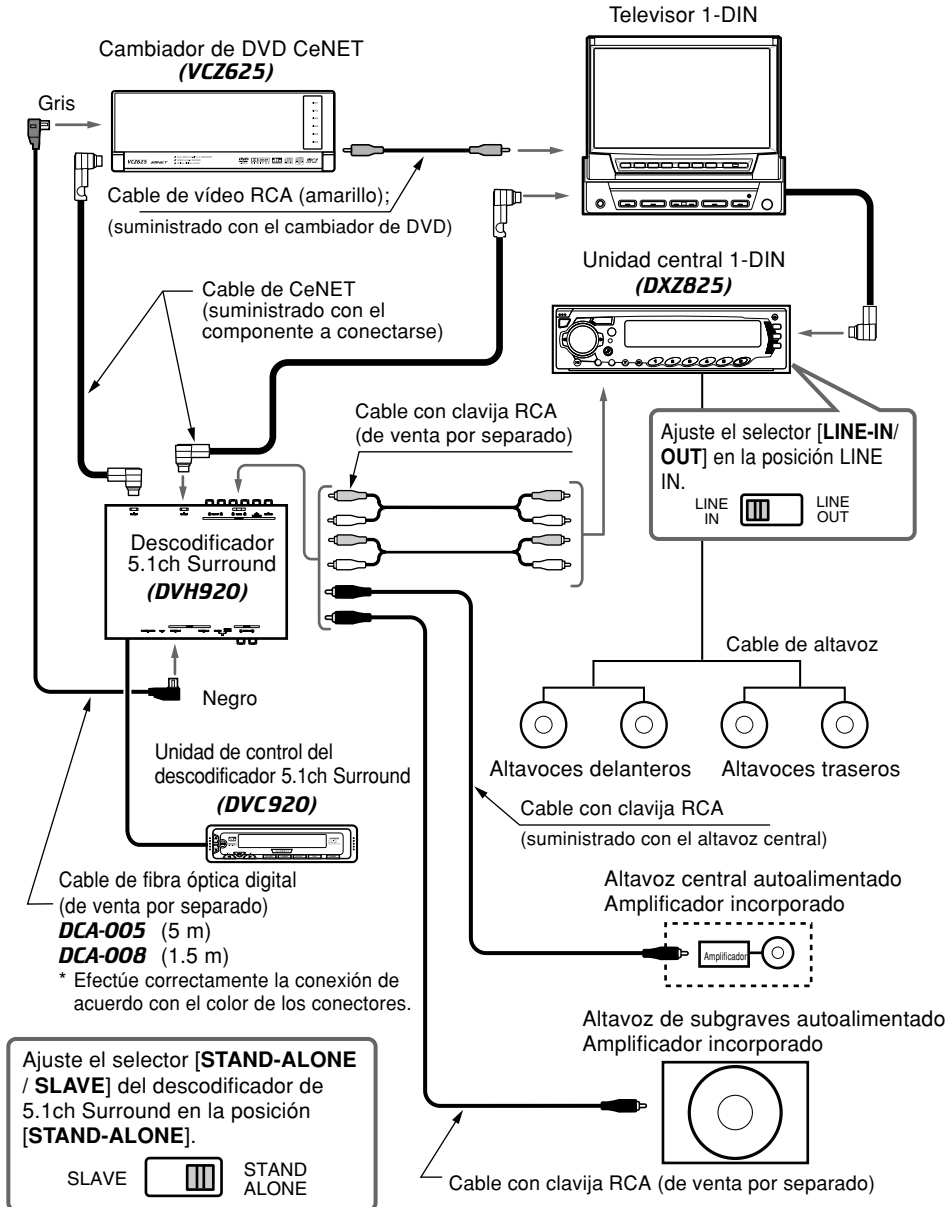 Televisor 1-DIN
Cambiador de DVD CeNET
(VCZ625)
Gris
VCZ625
Cable de vídeo RCA (amarillo);
(suministrado con el cambiador de DVD)
Unidad central 1-DIN
(DXZ825)
Cable de CeNET
(suministrado con el
componente a conectarse)
Cable con clavija RCA
(de venta por separado)
Ajuste el selector [LINE-IN/
OUT] en la posición LINE
IN.
LINE
IN
LINE
OUT
Descodificador
5.1ch Surround
(DVH920)
Cable de altavoz
Negro
Altavoces delanteros
Altavoces traseros
Unidad de control del
descodificador 5.1ch Surround
(DVC920)
Cable con clavija RCA
(suministrado con el altavoz central)
Cable de fibra óptica digital
(de venta por separado)
DCA-005 (5 m)
DCA-008 (1.5 m)
* Efectúe correctamente la conexión de
acuerdo con el color de los conectores.
Altavoz central autoalimentado
Amplificador incorporado
Amplificador
Altavoz de subgraves autoalimentado
Amplificador incorporado
Ajuste el selector [STAND-ALONE
/ SLAVE] del descodificador de
5.1ch Surround en la posición
[STAND-ALONE].
SLAVE
STAND
ALONE
Cable con clavija RCA (de venta por separado)